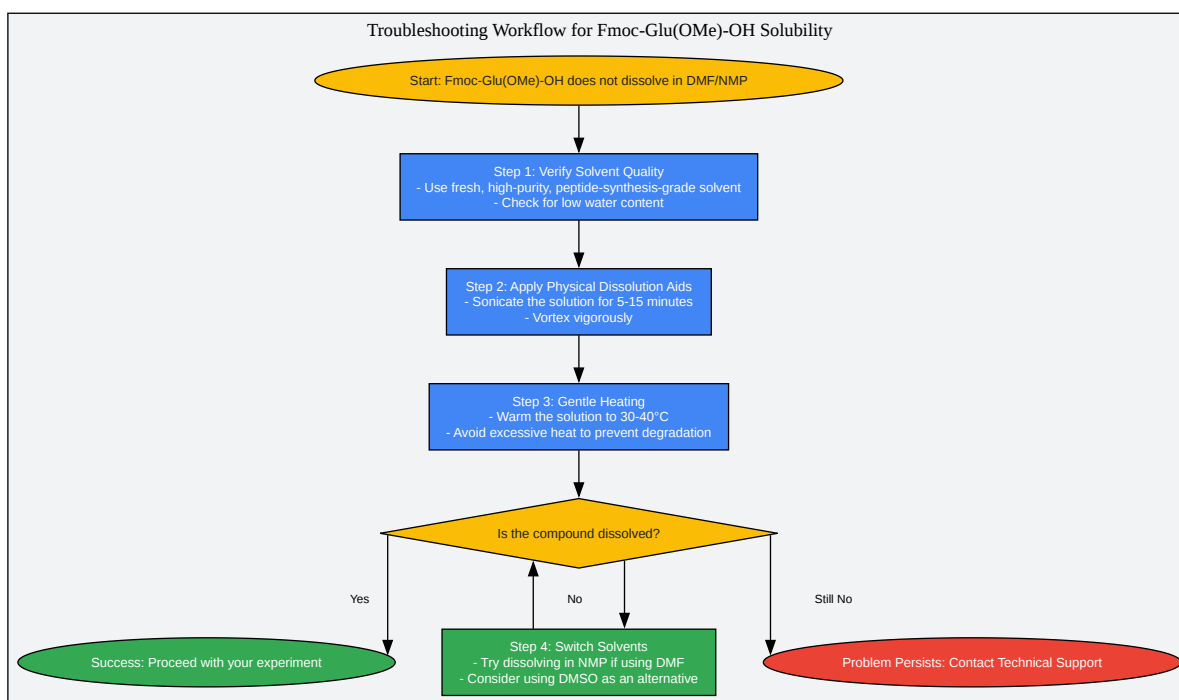 Troubleshooting Workflow for Fmoc-Glu(OMe)-OH Solubility
Start: Fmoc-Glu(OMe)-OH does not dissolve in DMF/NMP
Step 1: Verify Solvent Quality
- Use fresh, high-purity, peptide-synthesis-grade solvent
- Check for low water content
Step 2: Apply Physical Dissolution Aids
- Sonicate the solution for 5-15 minutes
- Vortex vigorously
Step 3: Gentle Heating
- Warm the solution to 30-40°C
- Avoid excessive heat to prevent degradation
Is the compound dissolved?
Yes
No
Still No
Success: Proceed with your experiment
Step 4: Switch Solvents
- Try dissolving in NMP if using DMF
- Consider using DMSO as an alternative
Problem Persists: Contact Technical Support